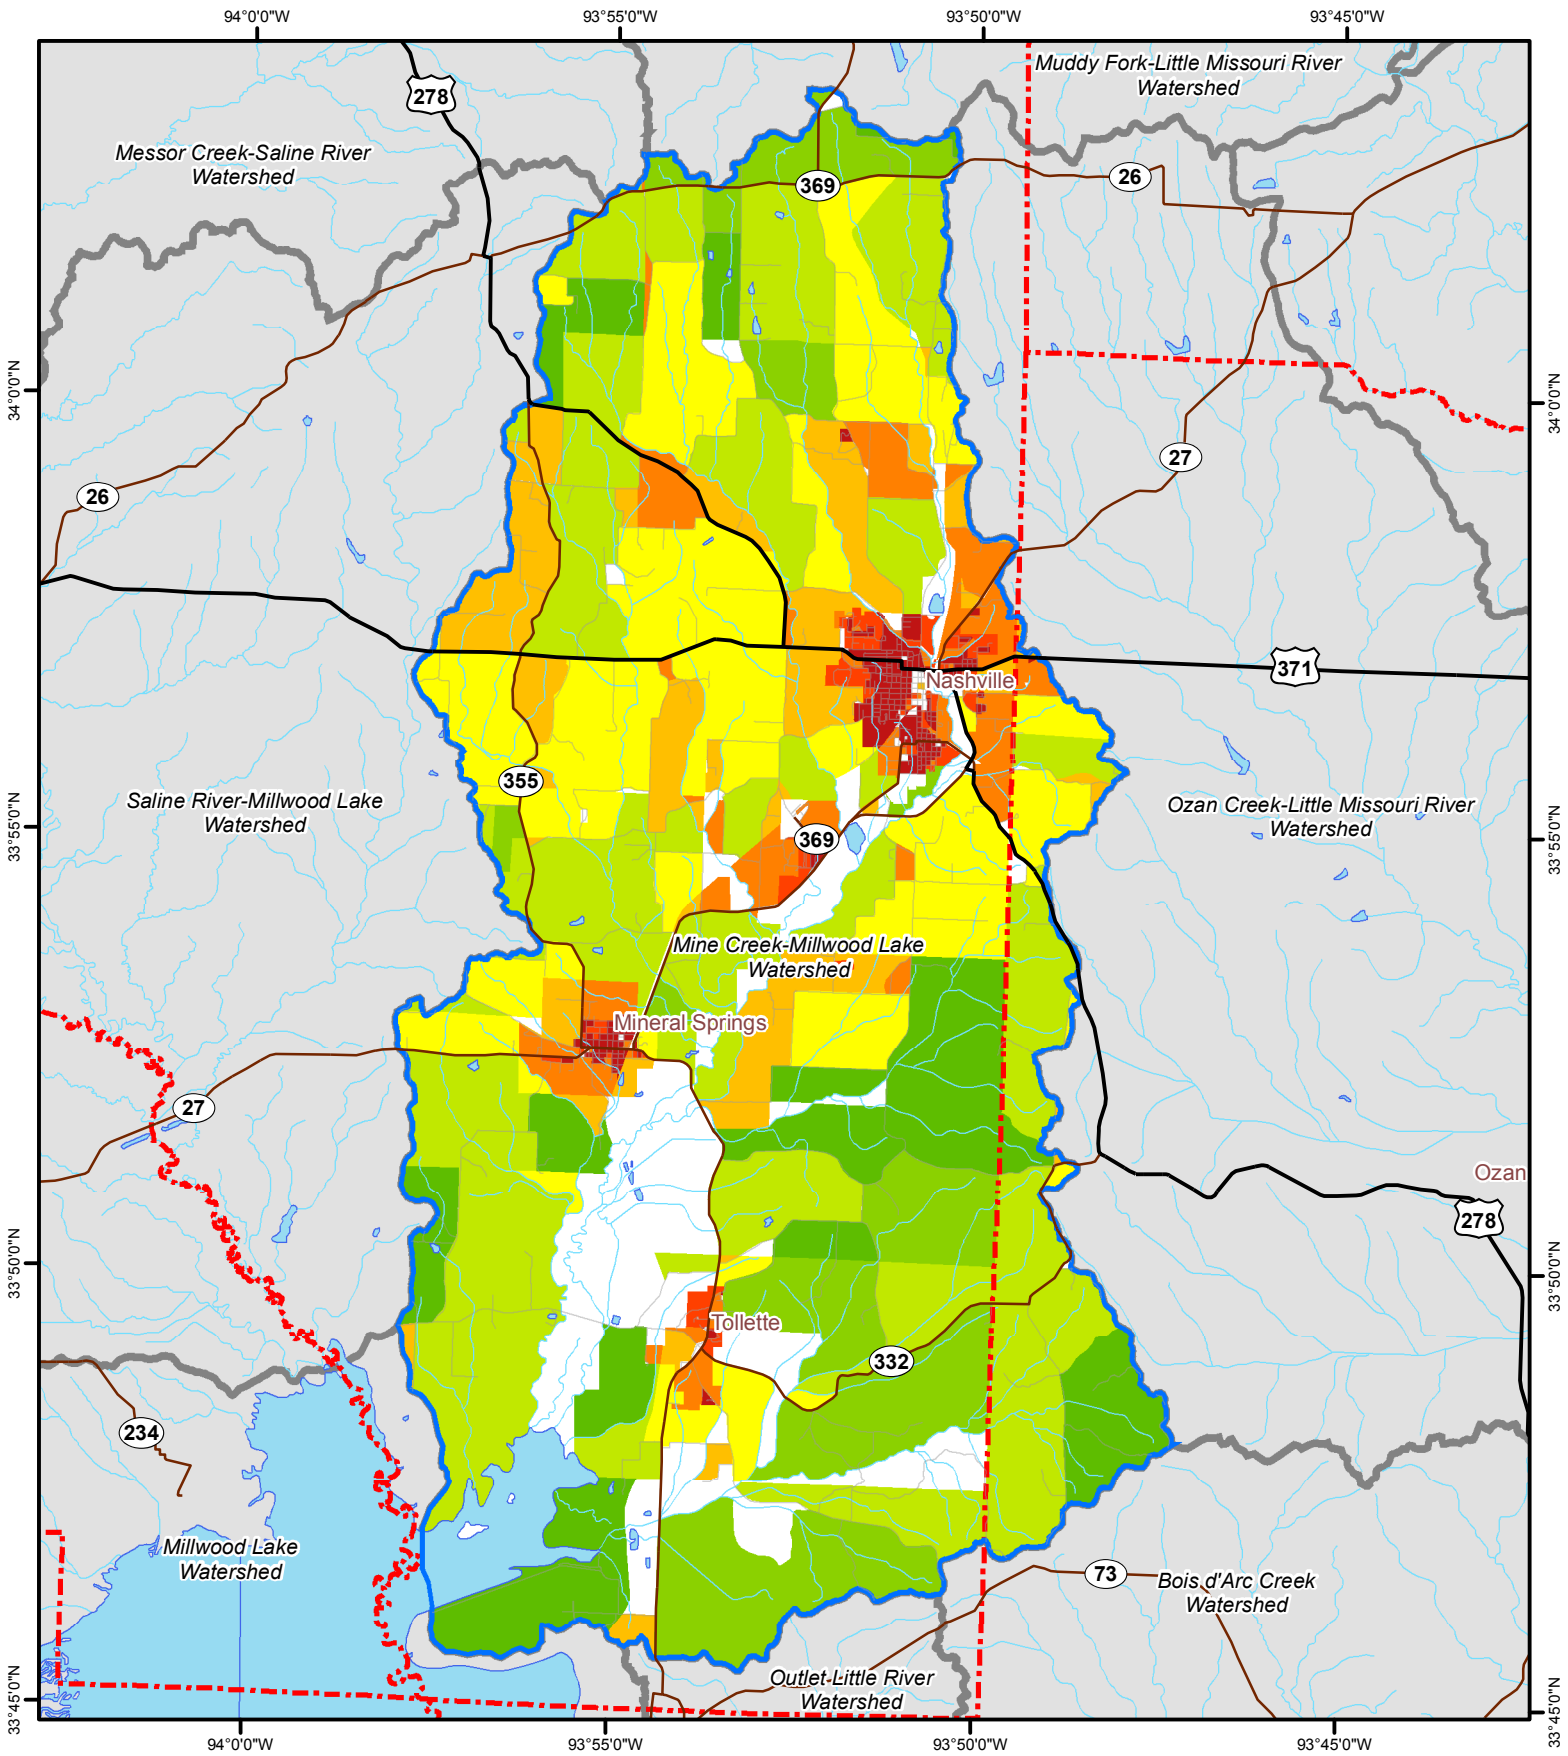 94°0'0"W
93°55'0"W
93°50'0"W
93°45'0"W
Muddy Fork-Little Missouri River
Watershed
278
Messor Creek-Saline River
Watershed
369
26
34°0'0"N
34°0'0"N
27
26
371
Nashville
355
Saline River-Millwood Lake
Watershed
Ozan Creek-Little Missouri River
Watershed
33°55'0"N
33°55'0"N
369
Mine Creek-Millwood Lake
Watershed
Mineral Springs
27
Ozan
278
33°50'0"N
33°50'0"N
Tollette
332
234
Millwood Lake
Watershed
73
Bois d'Arc Creek
Watershed
Outlet-Little River
Watershed
33°45'0"N
33°45'0"N
94°0'0"W
93°55'0"W
93°50'0"W
93°45'0"W